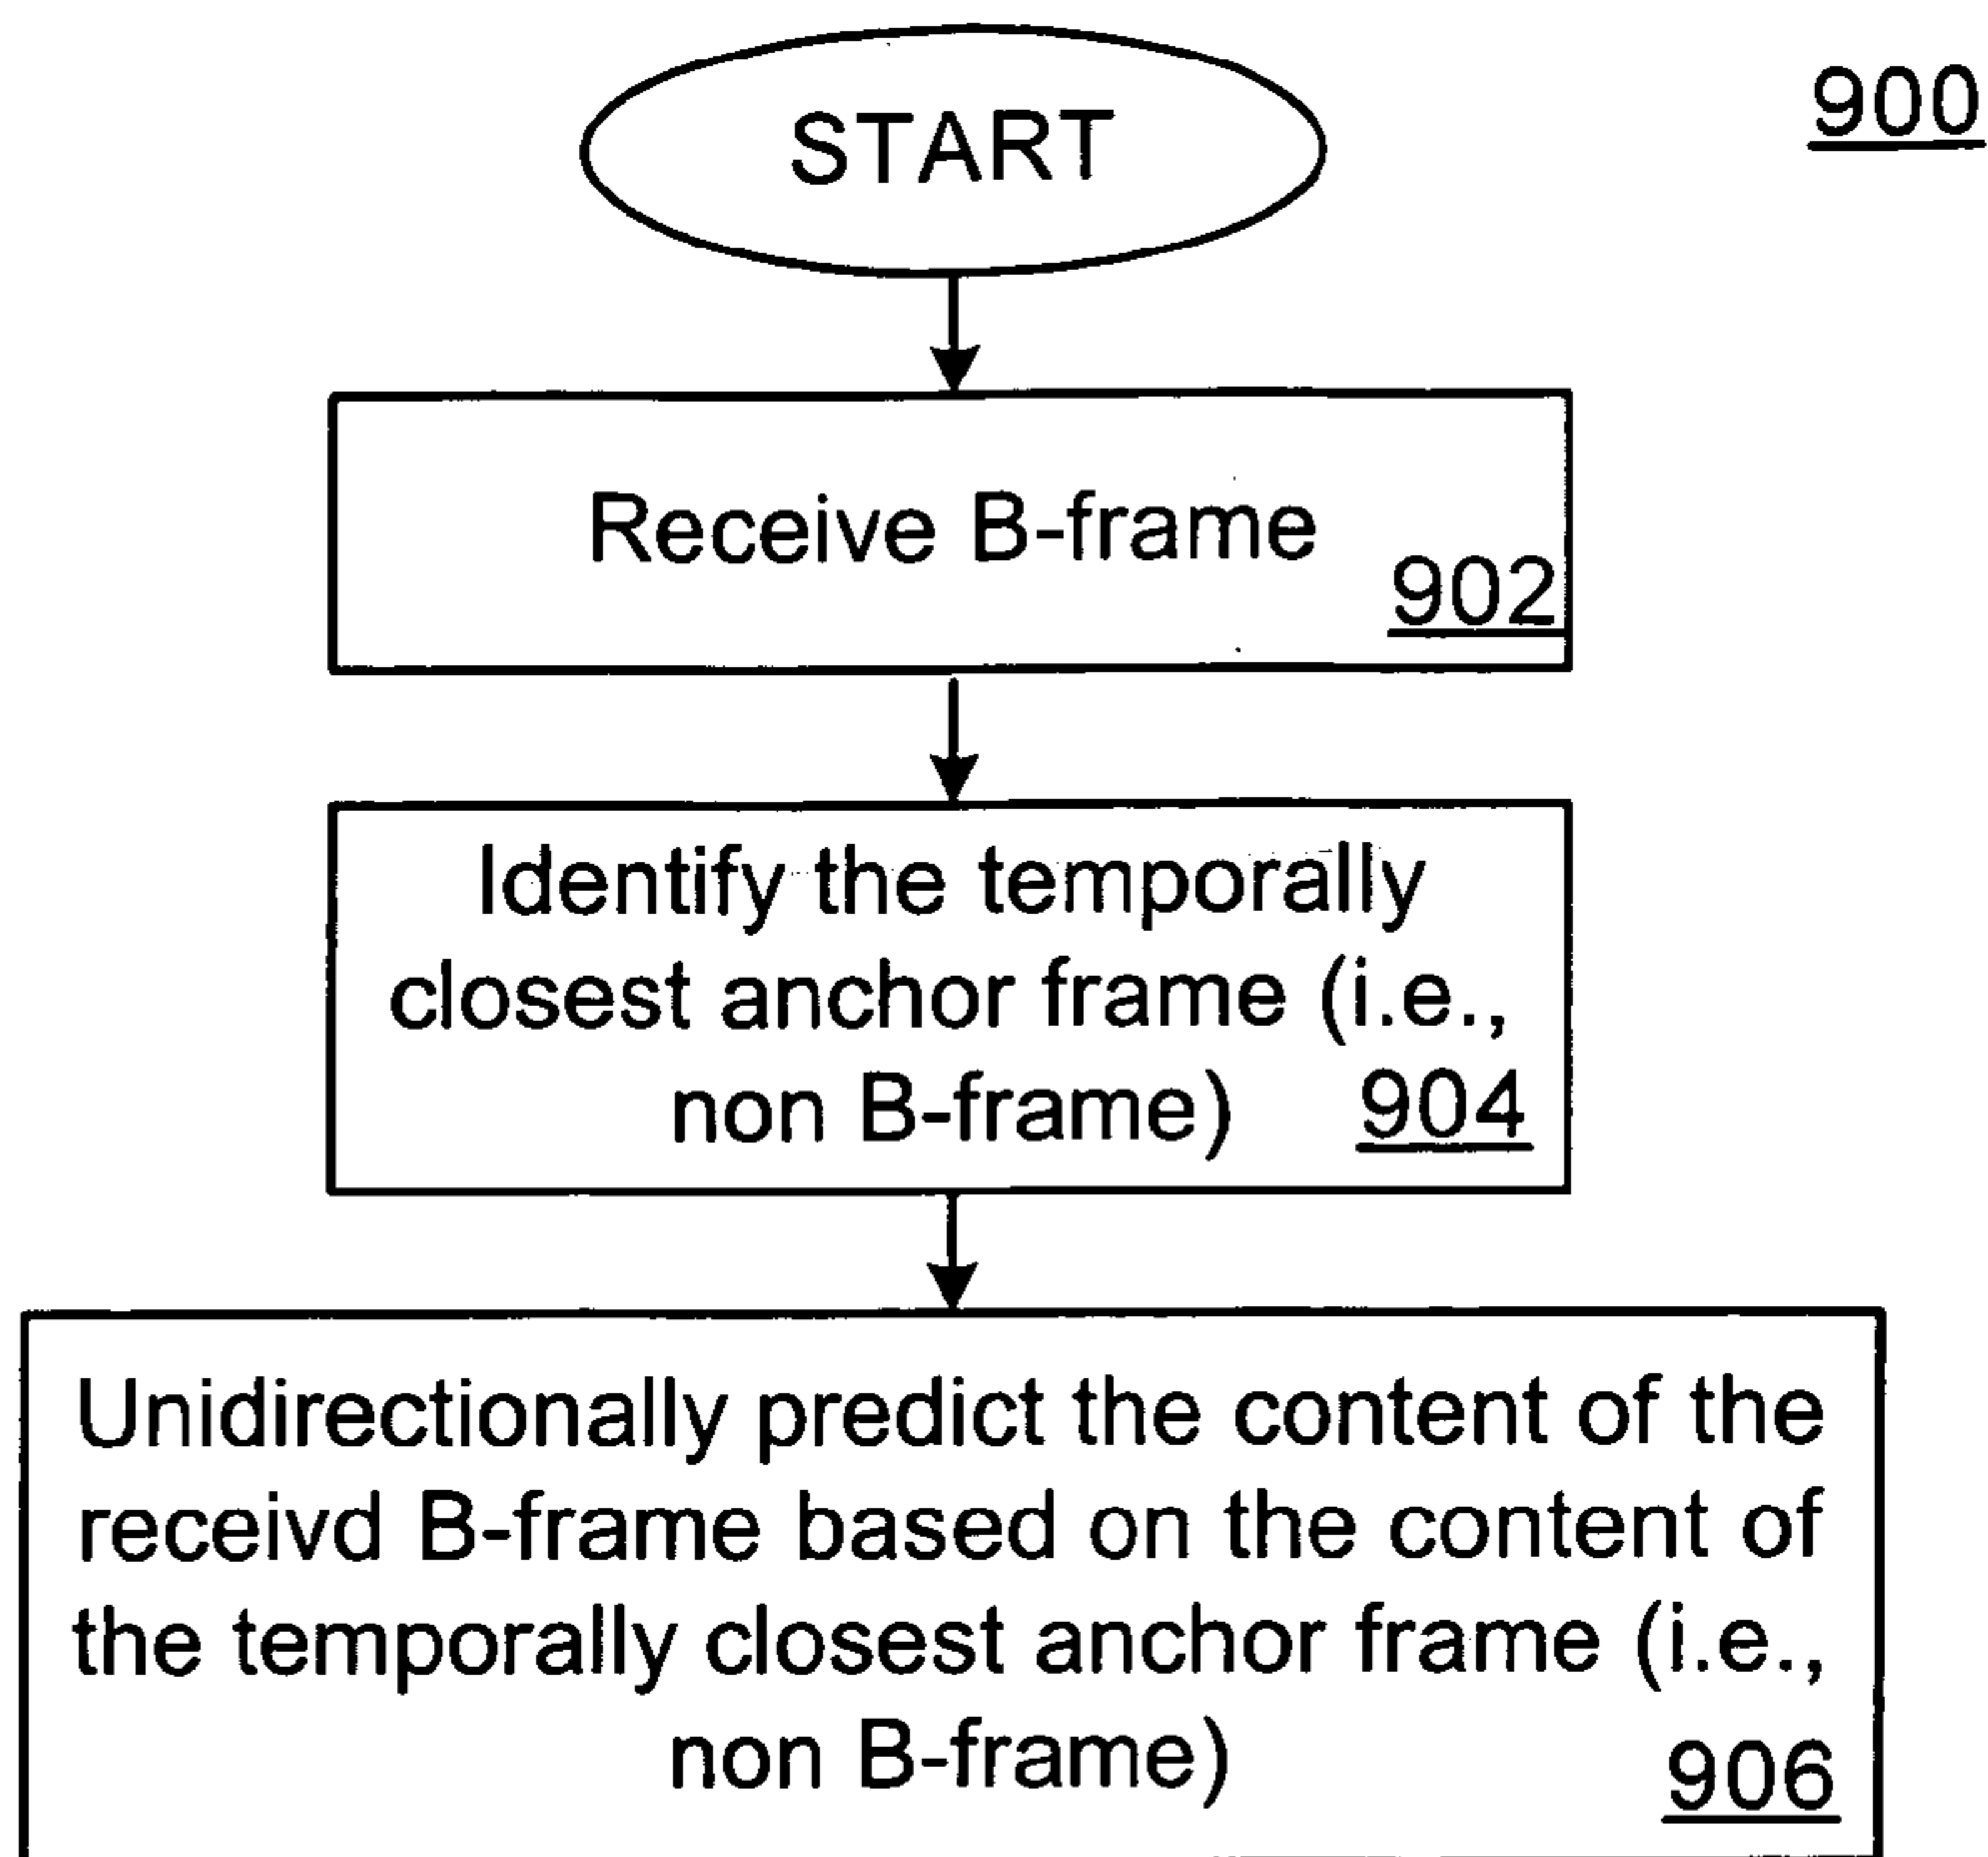 START
900
Receive B-frame
902
Identify the temporally
closest anchor frame (i.e.,
non B-frame) 904
Unidirectionally predict the content of the
receivd B-frame based on the content of
the temporally closest anchor frame (i.e.,
non B-frame) 906